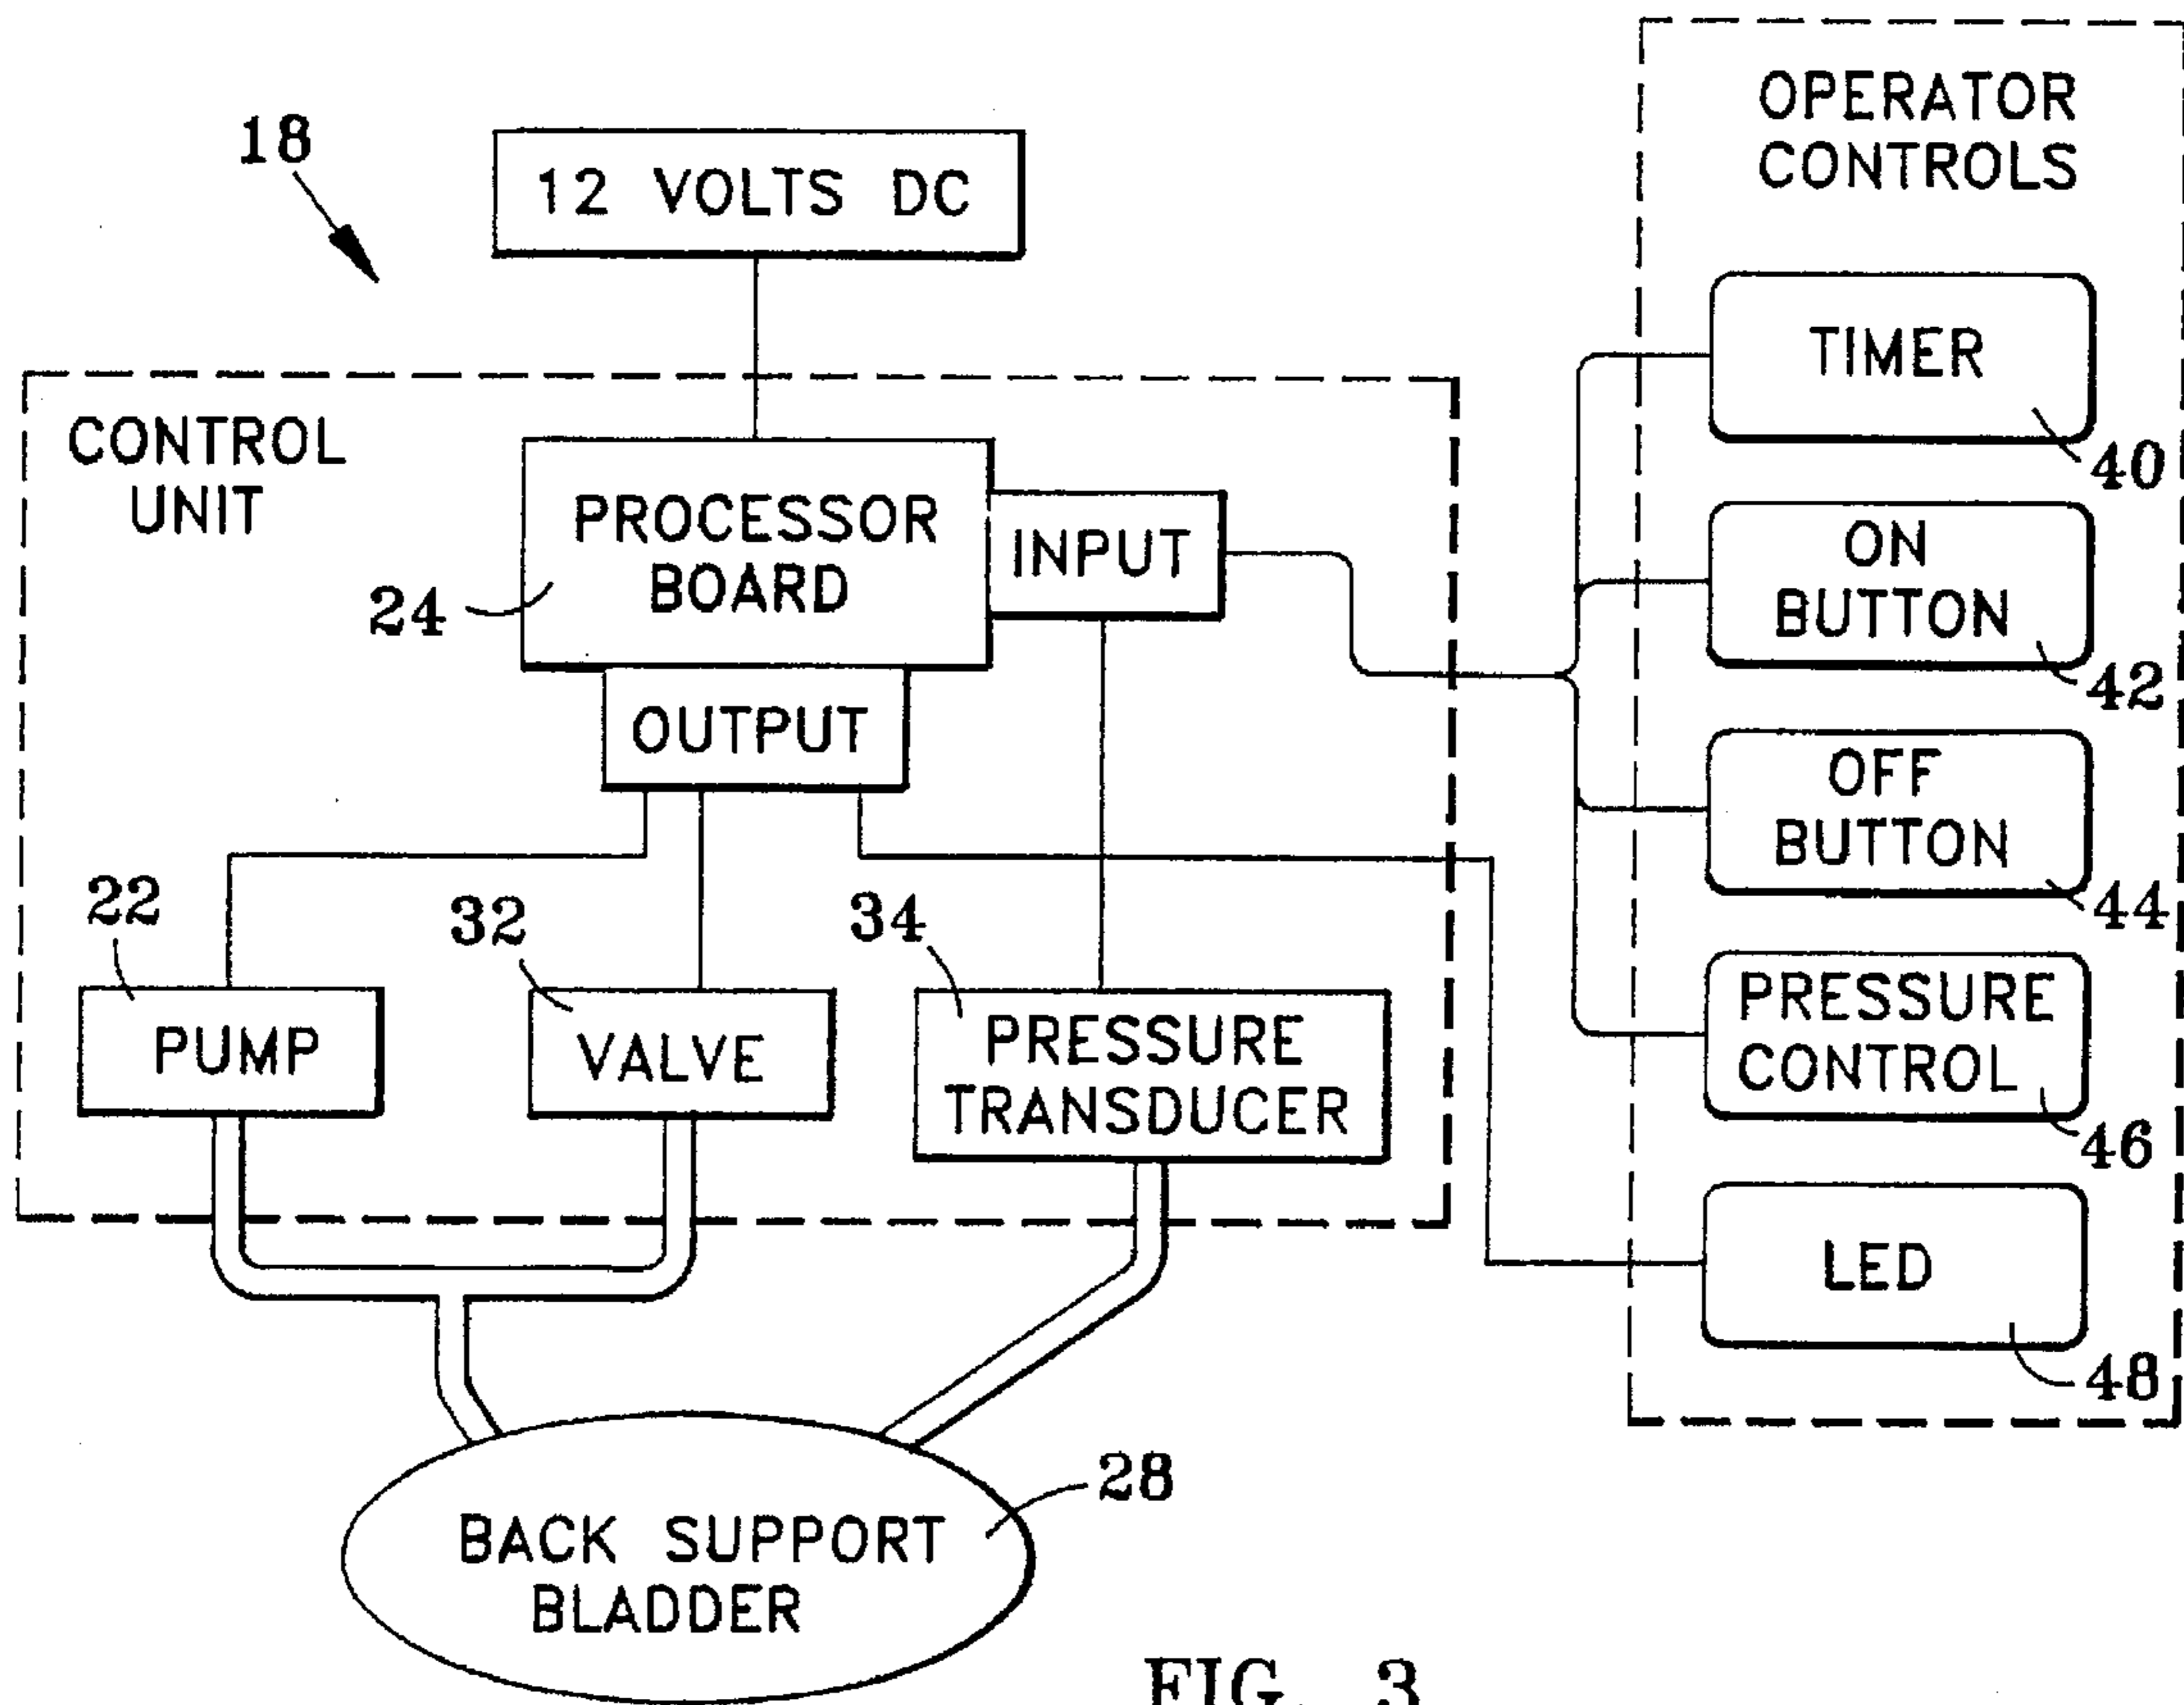 18
12 VOLTS DC
OPERATOR
CONTROLS
CONTROL
UNIT
PROCESSOR
BOARD
24
INPUT
OUTPUT
TIMER
40
ON
BUTTON
42
OFF
BUTTON
44
PRESSURE
CONTROL
46
LED
48
22
PUMP
32
VALVE
34
PRESSURE
TRANSDUCER
28
BACK SUPPORT
BLADDER
FIG. 3